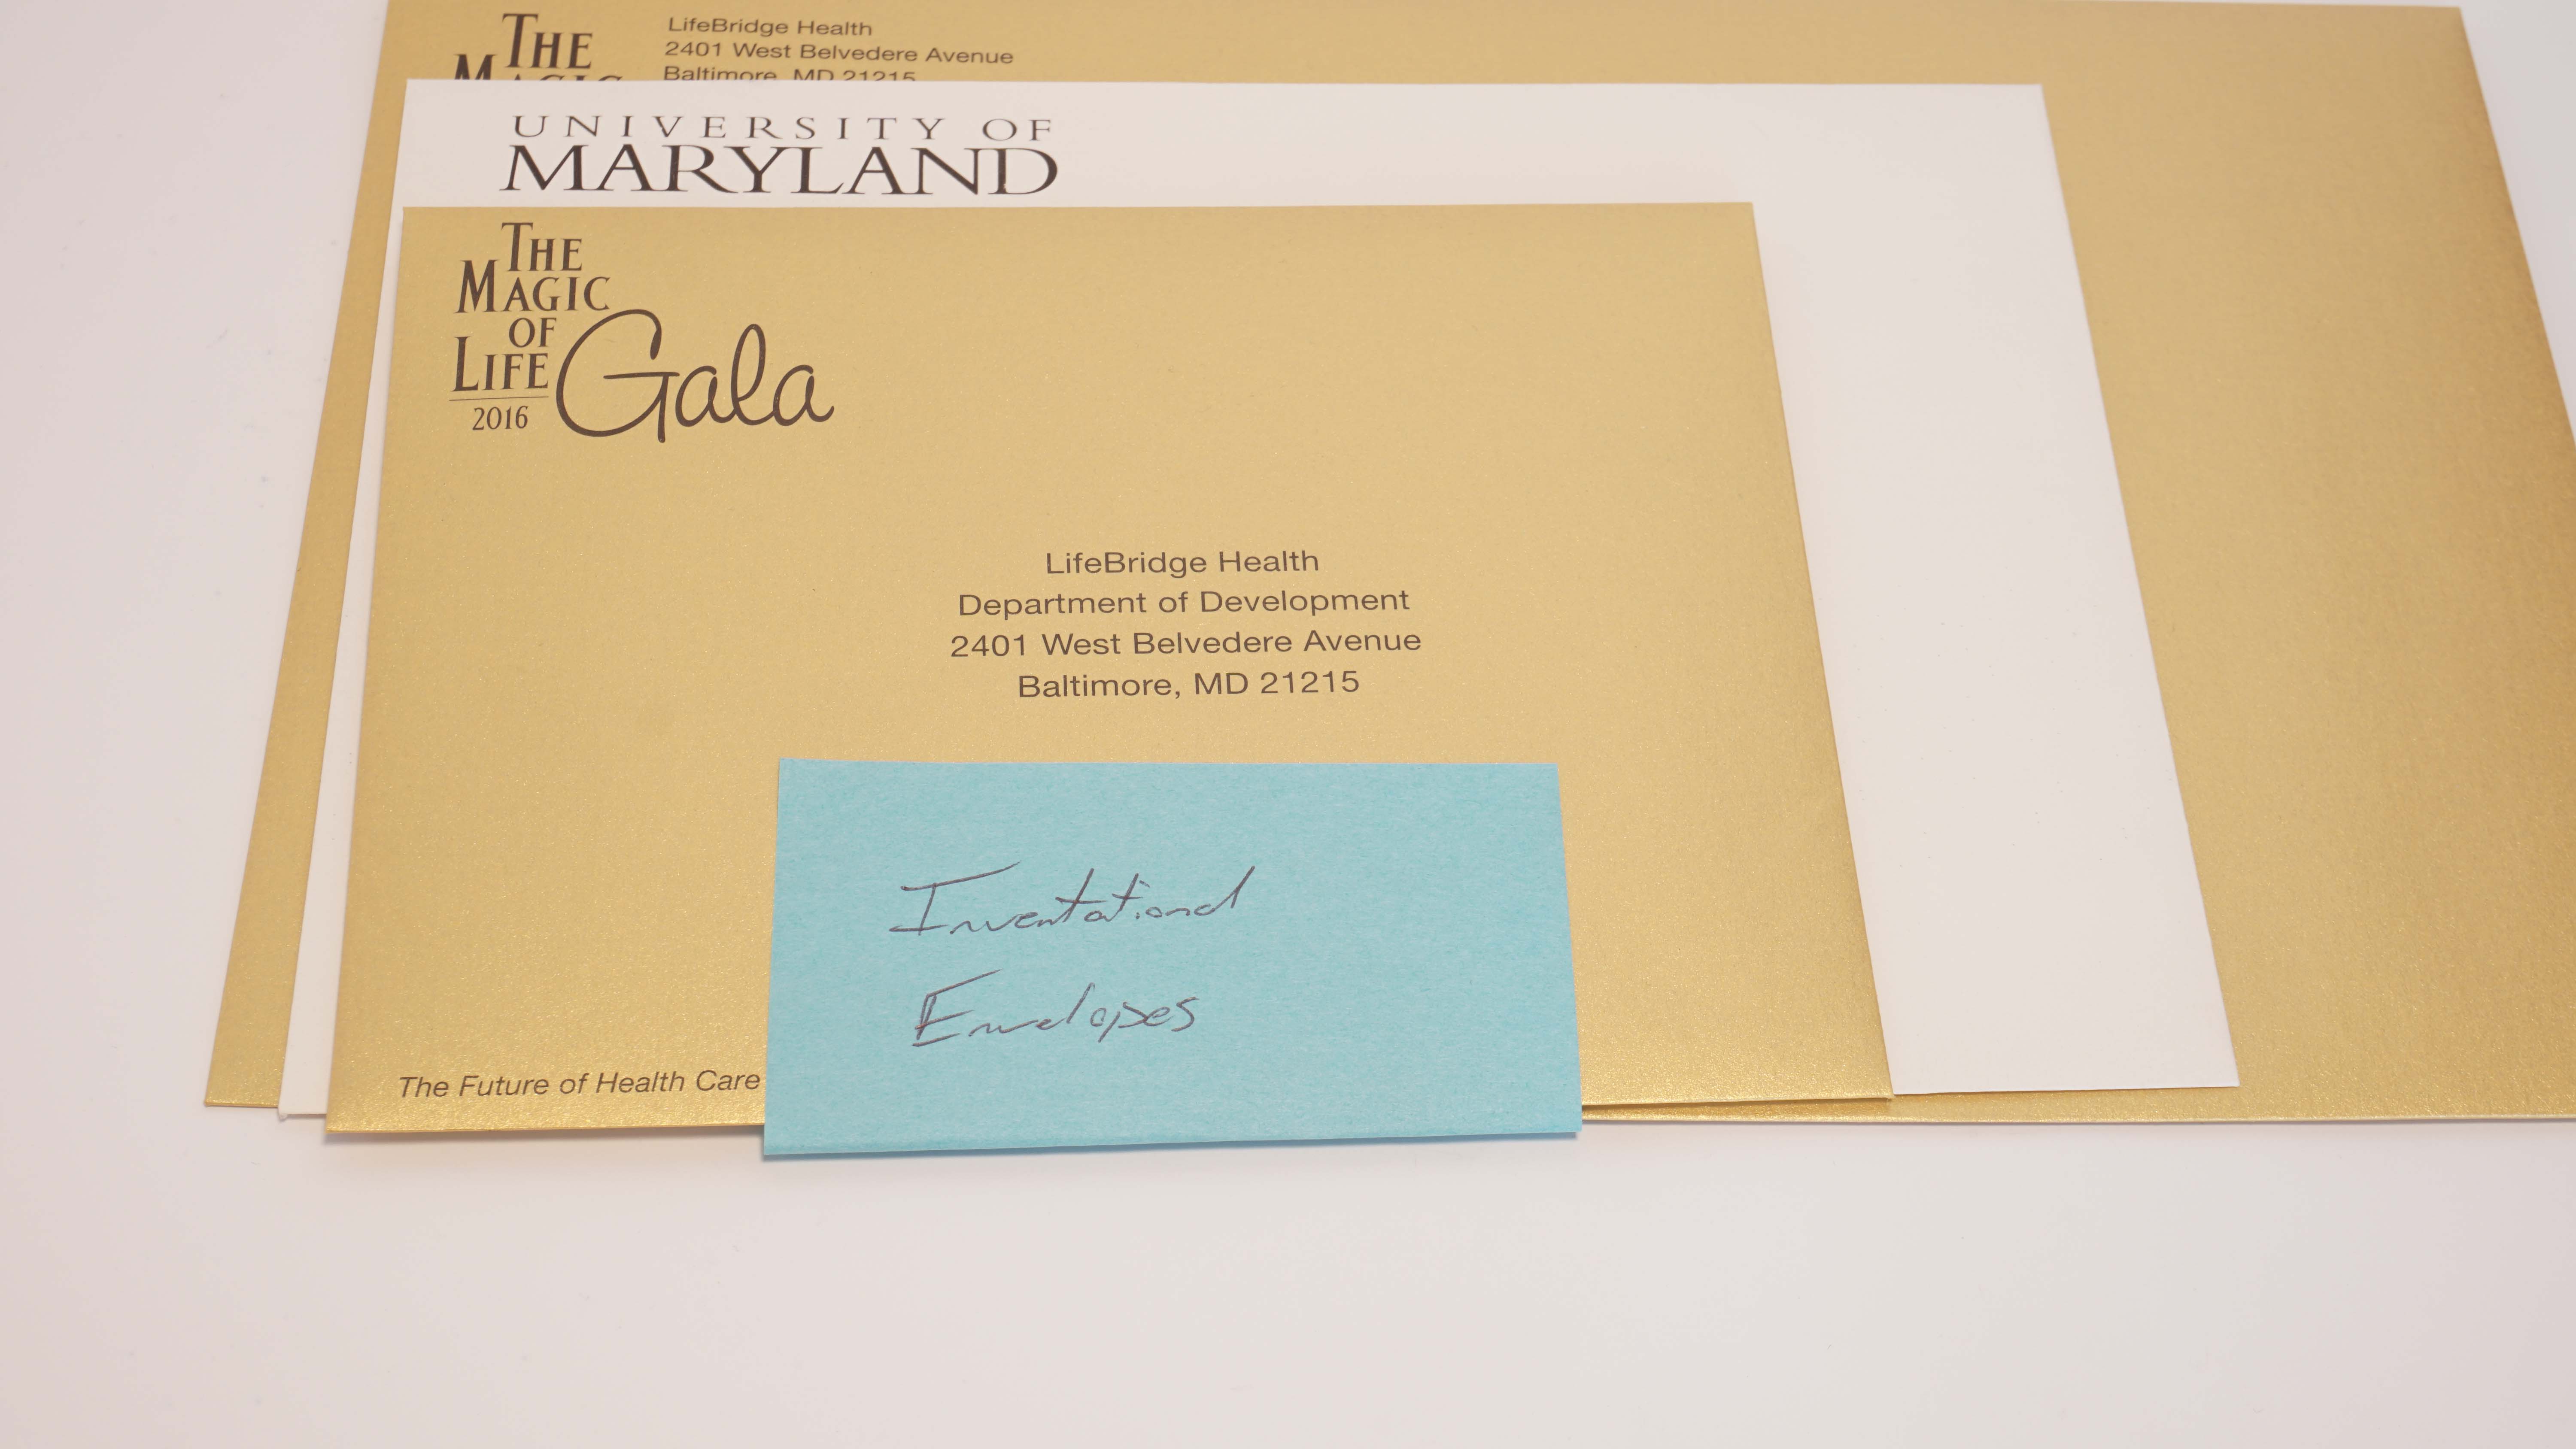 THE
MAGIC
LifeBridge Health
2401 West Belvedere Avenue
Baltimore, MD 21215
UNIVERSITY OF
MARYLAND
THE
MAGIC
OF
LIFE Gala
2016
LifeBridge Health
Department of Development
2401 West Belvedere Avenue
Baltimore, MD 21215
Inventational
Envelopes
The Future of Health Care